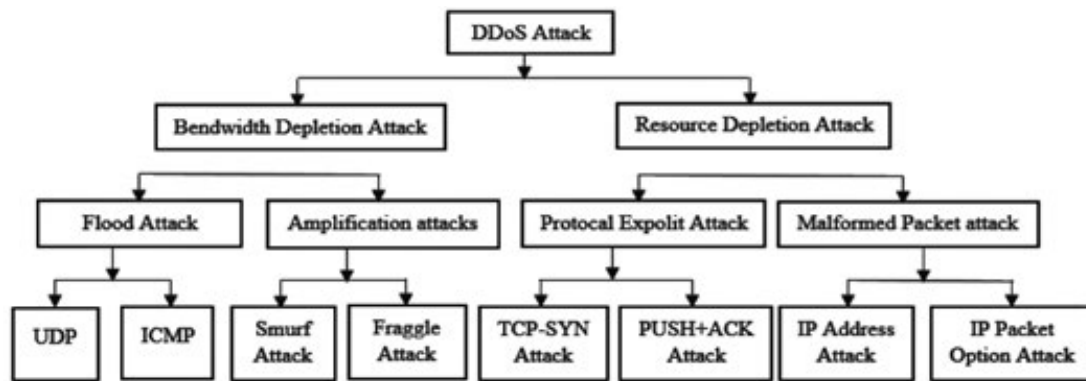 DDoS Attack
Bendwidth Depletion Attack
Resource Depletion Attack
Flood Attack
Amplification attacks
Protocal Expolit Attack
Malformed Packet attack
UDP
ICMP
Smurf
Attack
Fraggle
Attack
TCP-SYN
Attack
PUSH+ACK
Attack
IP Address
Attack
IP Packet
Option Attack